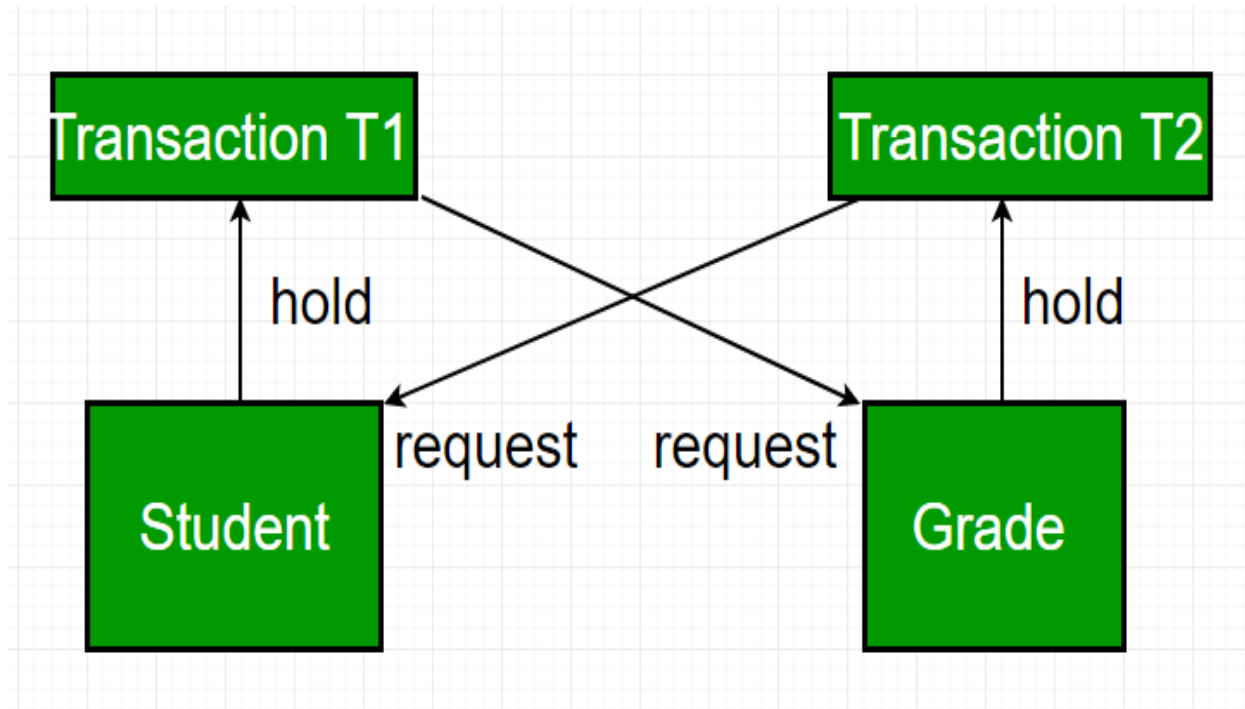 Transaction T1
Transaction T2
hold
hold
request
request
Student
Grade